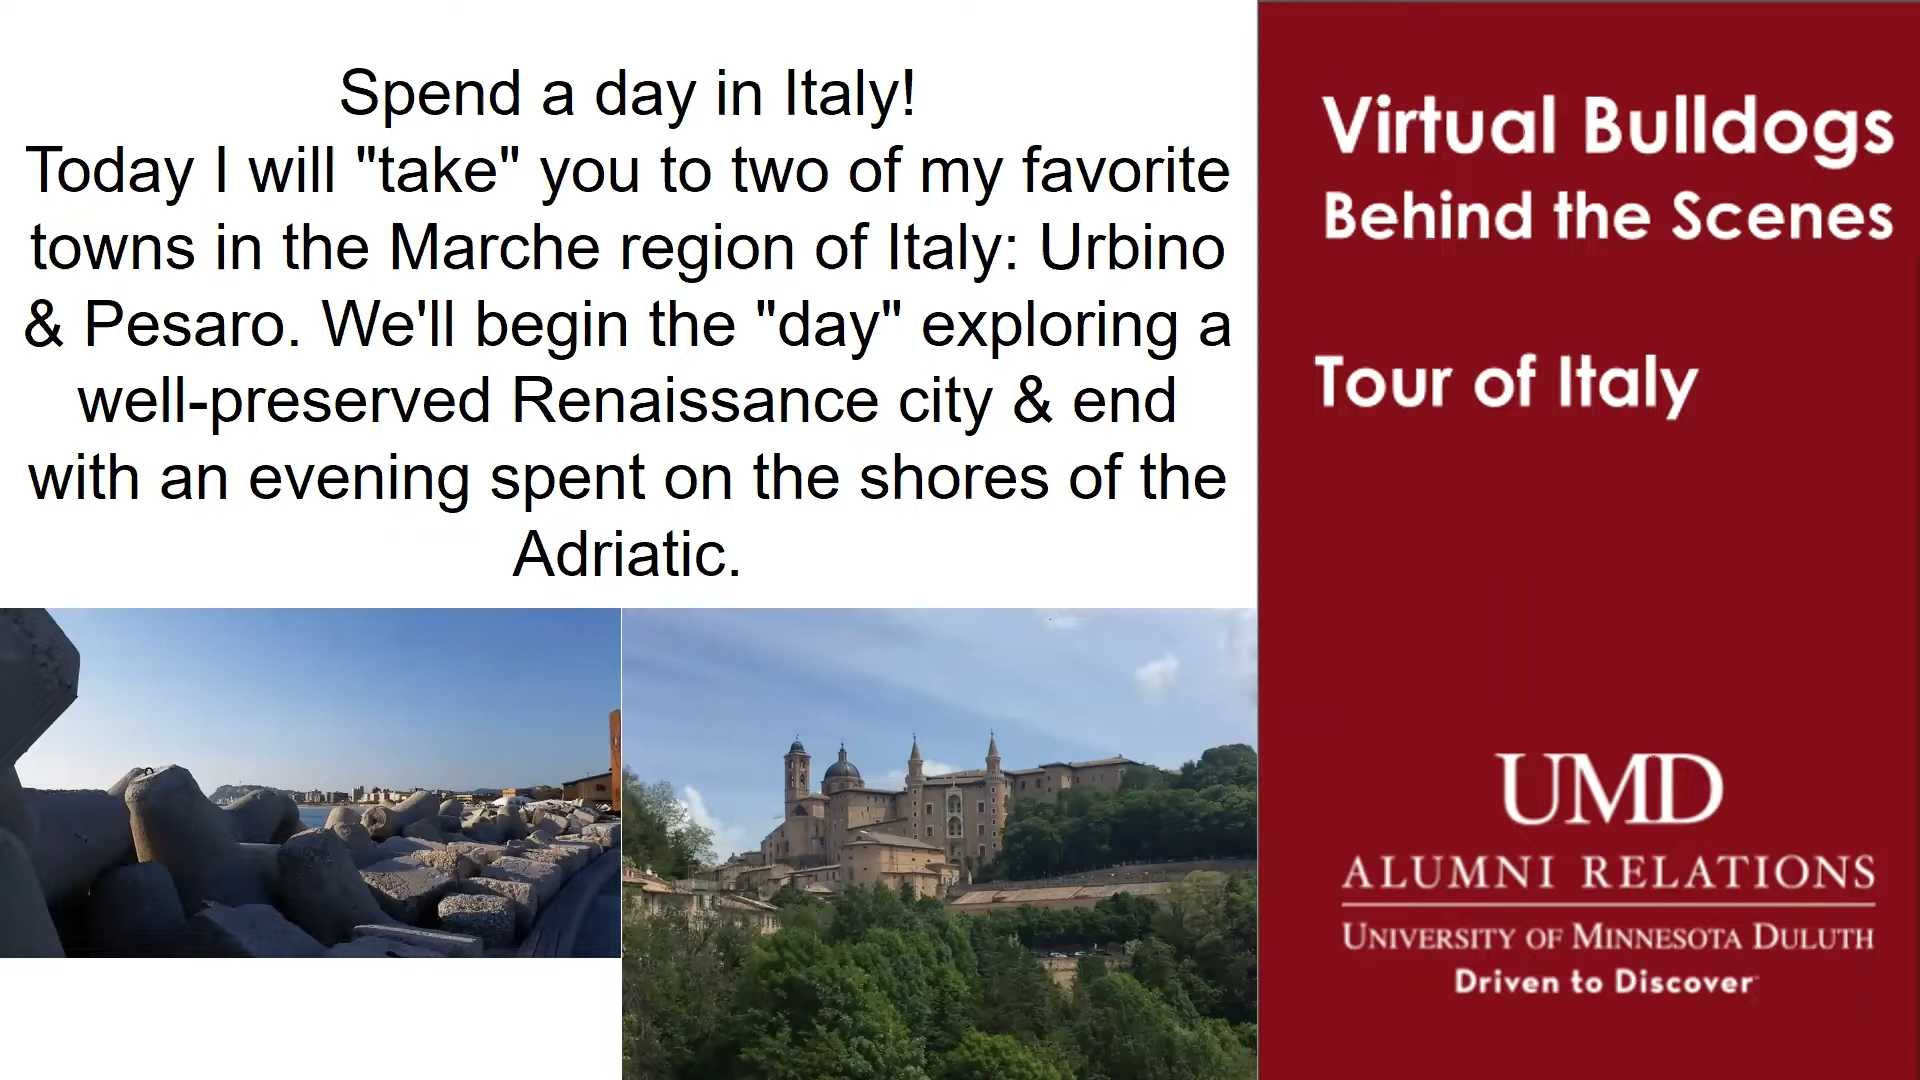 Spend a day in Italy!
Today I will "take" you to two of my favorite
towns in the Marche region of Italy: Urbino
& Pesaro. We'll begin the "day" exploring a
well-preserved Renaissance city & end
with an evening spent on the shores of the
Adriatic.
Virtual Bulldogs
Behind the Scenes
Tour of Italy
UMD
ALUMNI RELATIONS
UNIVERSITY OF MINNESOTA DULUTH
Driven to Discover™